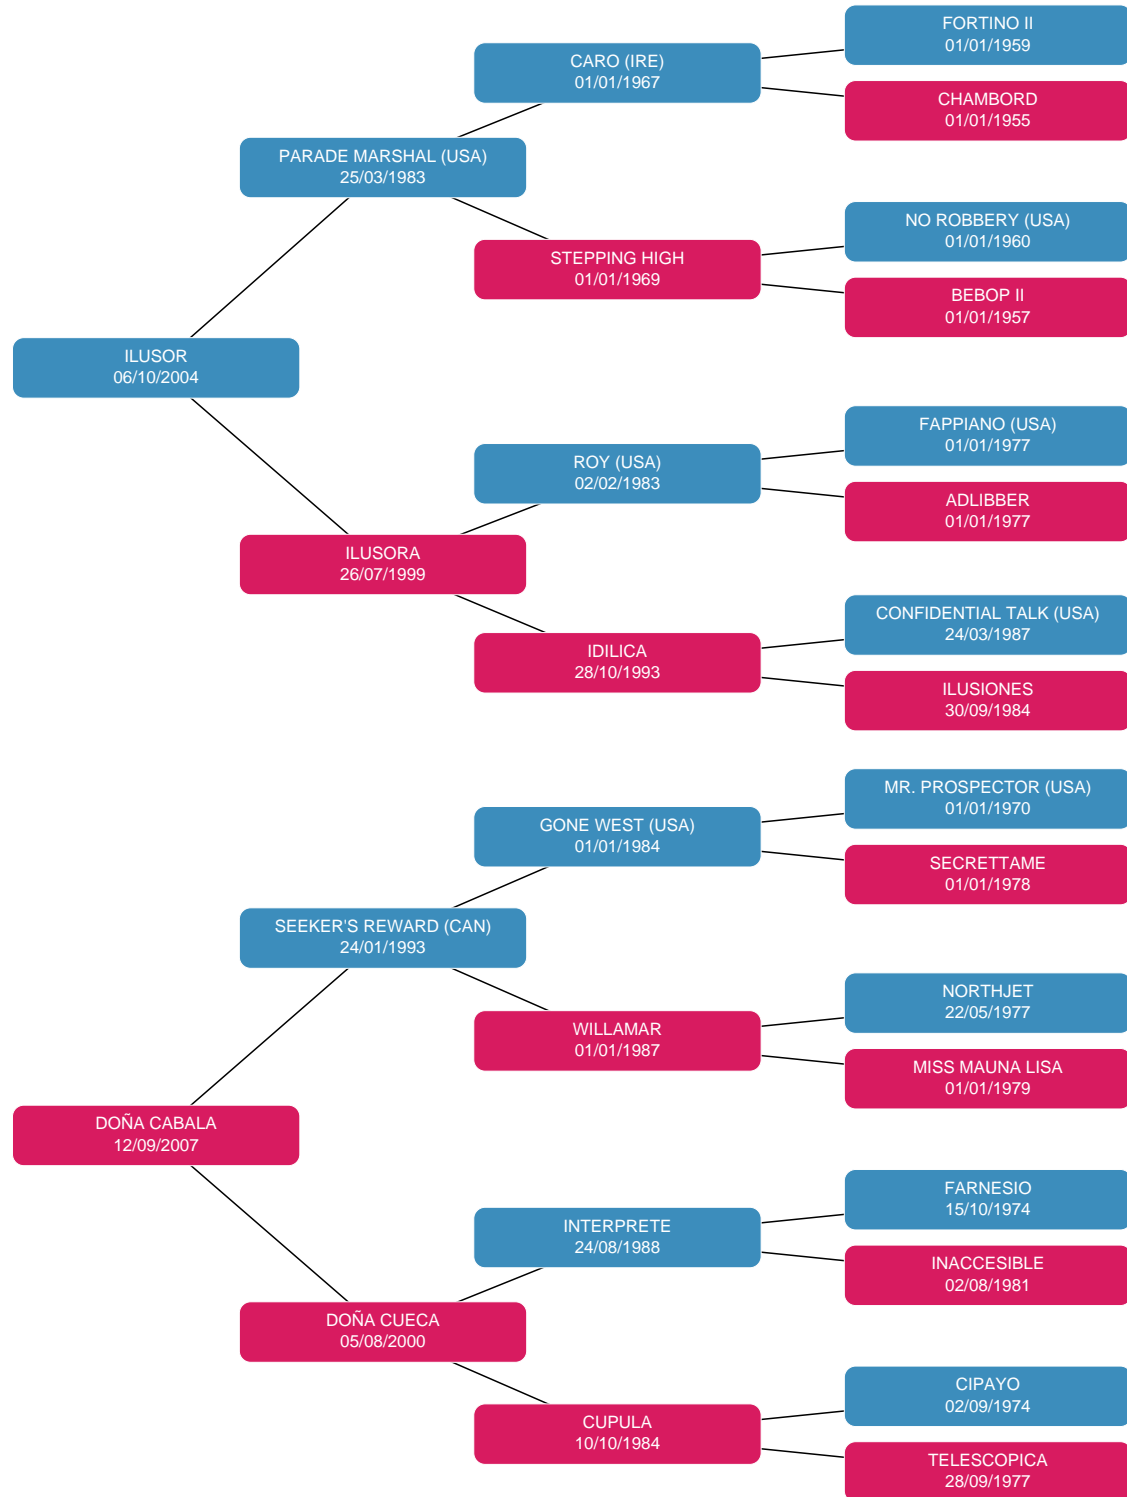 FORTINO II
01/01/1959
CARO (IRE)
01/01/1967
CHAMBORD
01/01/1955
PARADE MARSHAL (USA)
25/03/1983
NO ROBBERY (USA)
01/01/1960
STEPPING HIGH
01/01/1969
BEBOP II
01/01/1957
ILUSOR
06/10/2004
FAPPIANO (USA)
01/01/1977
ROY (USA)
02/02/1983
ADLIBBER
01/01/1977
ILUSORA
26/07/1999
CONFIDENTIAL TALK (USA)
24/03/1987
IDILICA
28/10/1993
ILUSIONES
30/09/1984
MR. PROSPECTOR (USA)
01/01/1970
GONE WEST (USA)
01/01/1984
SECRETTAME
01/01/1978
SEEKER'S REWARD (CAN)
24/01/1993
NORTHJET
22/05/1977
WILLAMAR
01/01/1987
MISS MAUNA LISA
01/01/1979
DOÑA CABALA
12/09/2007
FARNESIO
15/10/1974
INTERPRETE
24/08/1988
INACCESIBLE
02/08/1981
DOÑA CUECA
05/08/2000
CIPAYO
02/09/1974
CUPULA
10/10/1984
TELESCOPICA
28/09/1977